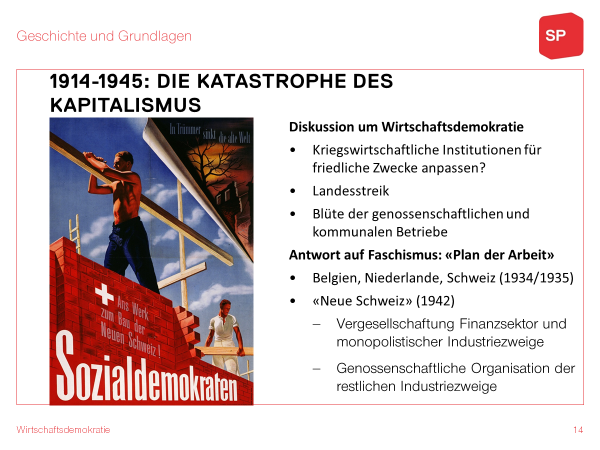 Geschichte und Grundlagen
SP
1914-1945: DIE KATASTROPHE DES
KAPITALISMUS
In Trümmer sinkt die alte Welt
Ans Werk
zum Bau der
Neuen Schweiz!
Sozialdemokraten
Diskussion um Wirtschaftsdemokratie
• Kriegswirtschaftliche Institutionen für
friedliche Zwecke anpassen?
• Landesstreik
• Blüte der genossenschaftlichen und
kommunalen Betriebe
Antwort auf Faschismus: «Plan der Arbeit»
• Belgien, Niederlande, Schweiz (1934/1935)
• «Neue Schweiz» (1942)
– Vergesellschaftung Finanzsektor und
monopolistischer Industriezweige
– Genossenschaftliche Organisation der
restlichen Industriezweige
Wirtschaftsdemokratie
14